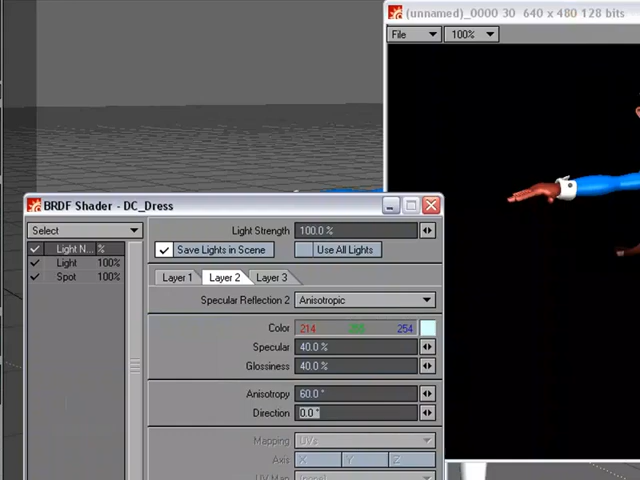 (unnamed)_0000 30 640 x 480 128 bits
File 100%
BRDF Shader - DC_Dress
Select
Light N... %
Light 100%
Spot 100%
Light Strength 100.0 %
Save Lights in Scene Use All Lights
Layer 1 Layer 2 Layer 3
Specular Reflection 2 Anisotropic
Color 214 254
Specular 40.0 %
Glossiness 40.0 %
Anisotropy 60.0 °
Direction 0.0 °
Mapping UVs
Axis X Y Z
UV Map (none)